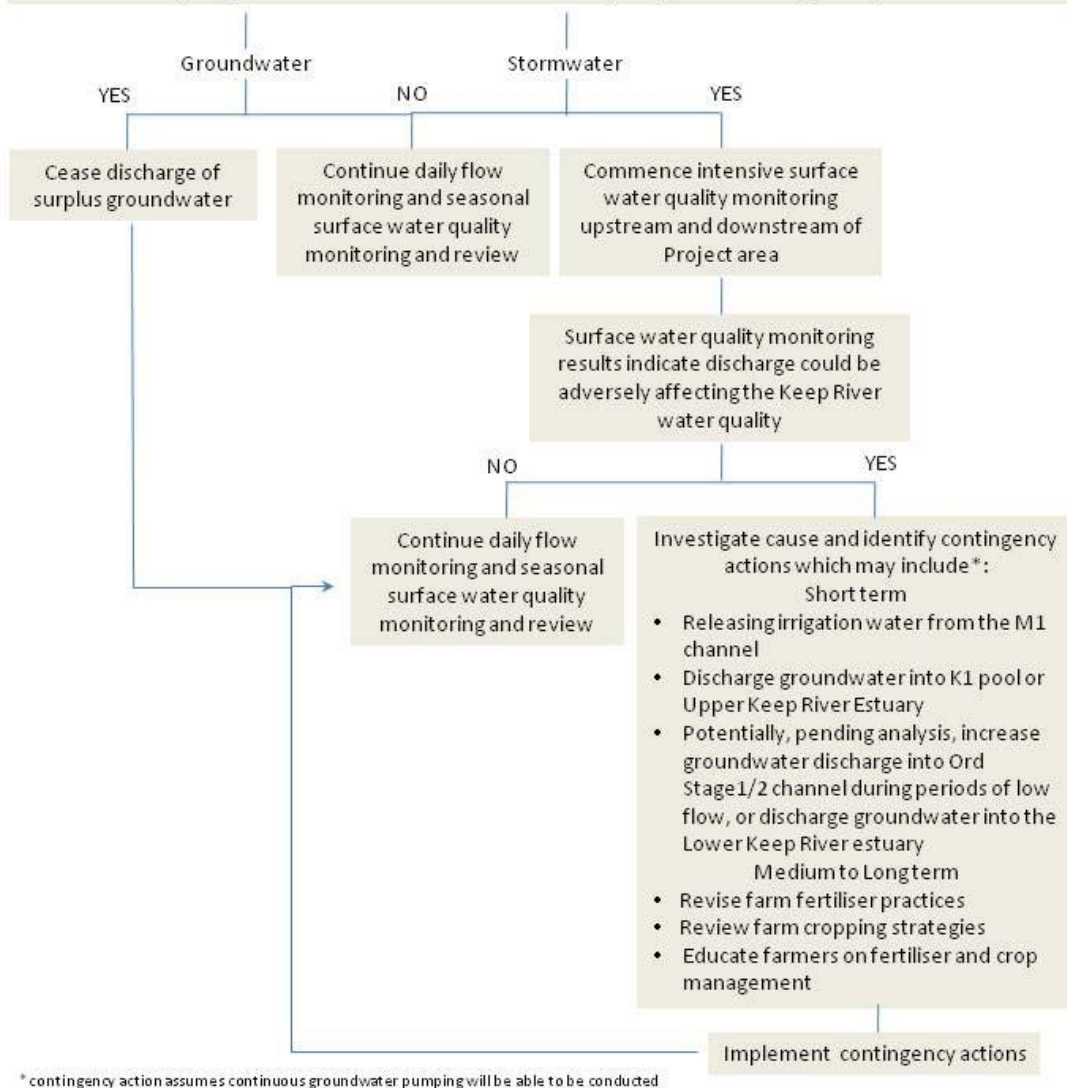 Groundwater
Stormwater
YES
NO
YES
Cease discharge of
surplus groundwater
Continue daily flow
monitoring and seasonal
surface water quality
monitoring and review
Commence intensive surface
water quality monitoring
upstream and downstream of
Project area
Surface water quality monitoring
results indicate discharge could be
adversely affecting the Keep River
water quality
NO
YES
Continue daily flow
monitoring and seasonal
surface water quality
monitoring and review
Investigate cause and identify contingency
actions which may include*:
Short term
• Releasing irrigation water from the M1
channel
• Discharge groundwater into K1 pool or
Upper Keep River Estuary
• Potentially, pending analysis, increase
groundwater discharge into Ord
Stage1/2 channel during periods of low
flow, or discharge groundwater into the
Lower Keep River estuary
Medium to Long term
• Revise farm fertiliser practices
• Review farm cropping strategies
• Educate farmers on fertiliser and crop
management
Implement contingency actions
* contingency action assumes continuous groundwater pumping will be able to be conducted